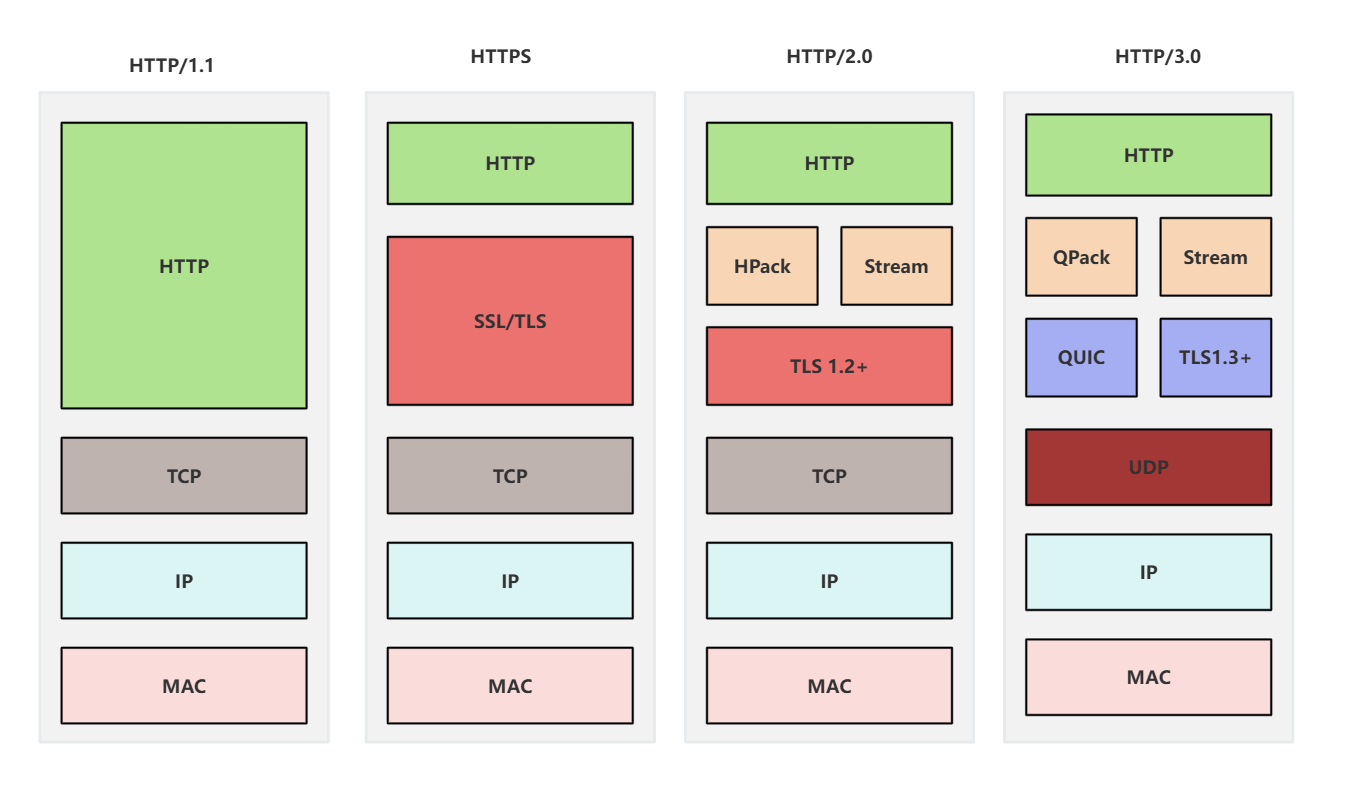 HTTP/1.1
HTTP
TCP
IP
MAC
HTTPS
HTTP
SSL/TLS
TCP
IP
MAC
HTTP/2.0
HTTP
HPack
Stream
TLS 1.2+
TCP
IP
MAC
HTTP/3.0
HTTP
QPack
Stream
QUIC
TLS1.3+
UDP
IP
MAC